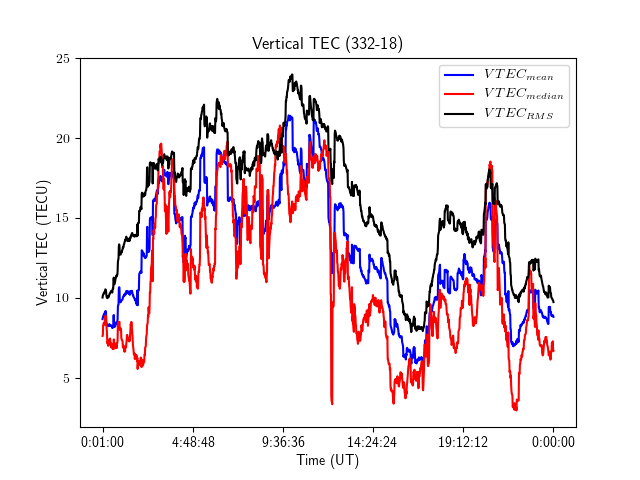 Vertical TEC (332-18)
VTEC_mean
VTEC_median
VTEC_RMS
Vertical TEC (TECU)
25
20
15
10
5
0:01:00 4:48:48 9:36:36 14:24:24 19:12:12 0:00:00
Time (UT)